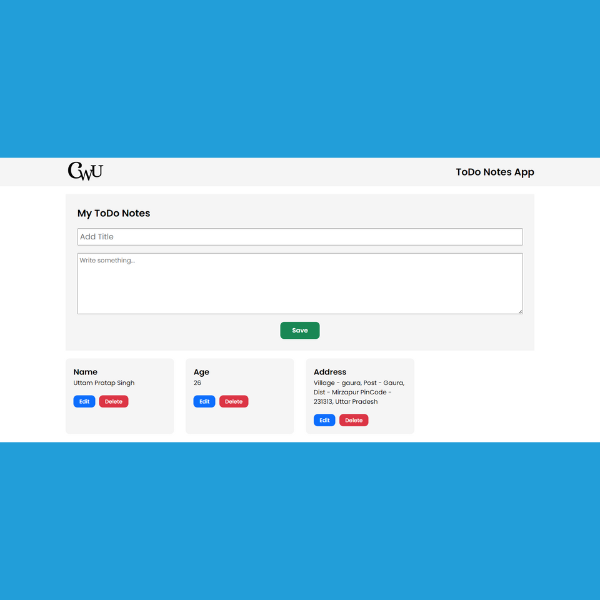 CWU
ToDo Notes App
My ToDo Notes
Add Title
Write something...
Save
Name
Uttam Pratap Singh
Edit Delete
Age
26
Edit Delete
Address
Village - gaura, Post - Gaura,
Dist - Mirzapur PinCode -
231313, Uttar Pradesh
Edit Delete